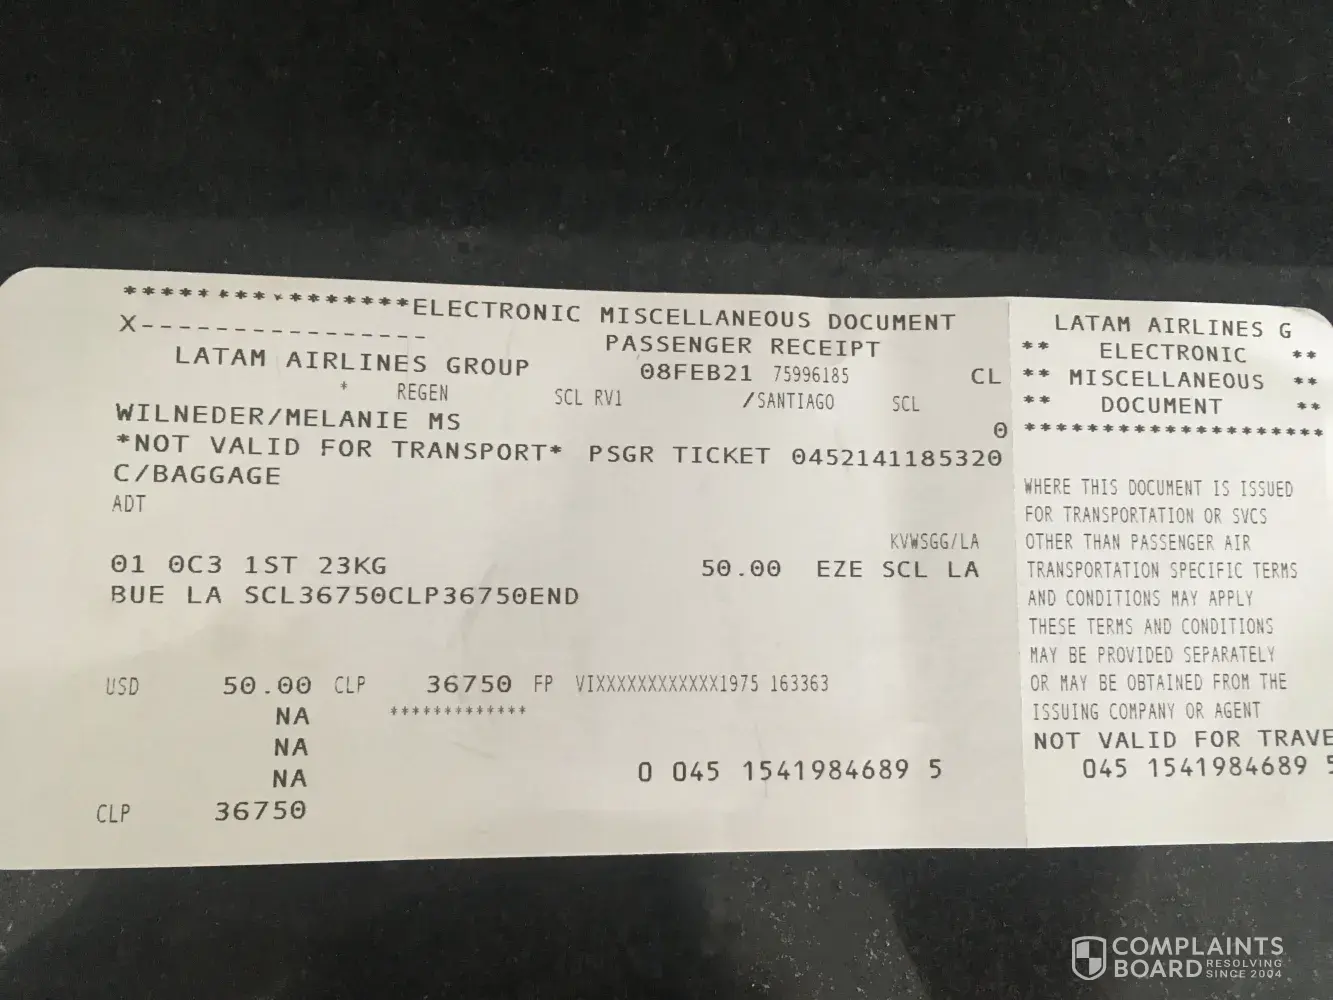 ****************ELECTRONIC MISCELLANEOUS DOCUMENT
X----------------
PASSENGER RECEIPT
LATAM AIRLINES GROUP
08FEB21 75996185 CL
* REGEN SCL RV1 /SANTIAGO SCL
WILNEDER/MELANIE MS
0
*NOT VALID FOR TRANSPORT* PSGR TICKET 0452141185320
C/BAGGAGE
ADT
KVWSGG/LA
01 0C3 1ST 23KG 50.00 EZE SCL LA
BUE LA SCL36750CLP36750END
USD 50.00 CLP 36750 FP VIXXXXXXXXXXXX1975 163363
NA *************
NA
NA
0 045 1541984689 5
CLP 36750
LATAM AIRLINES G
** ELECTRONIC **
** MISCELLANEOUS **
** DOCUMENT **
********************
WHERE THIS DOCUMENT IS ISSUED
FOR TRANSPORTATION OR SVCS
OTHER THAN PASSENGER AIR
TRANSPORTATION SPECIFIC TERMS
AND CONDITIONS MAY APPLY
THESE TERMS AND CONDITIONS
MAY BE PROVIDED SEPARATELY
OR MAY BE OBTAINED FROM THE
ISSUING COMPANY OR AGENT
NOT VALID FOR TRAVE
045 1541984689 5
COMPLAINTS
BOARD RESOLVING
SINCE 2004